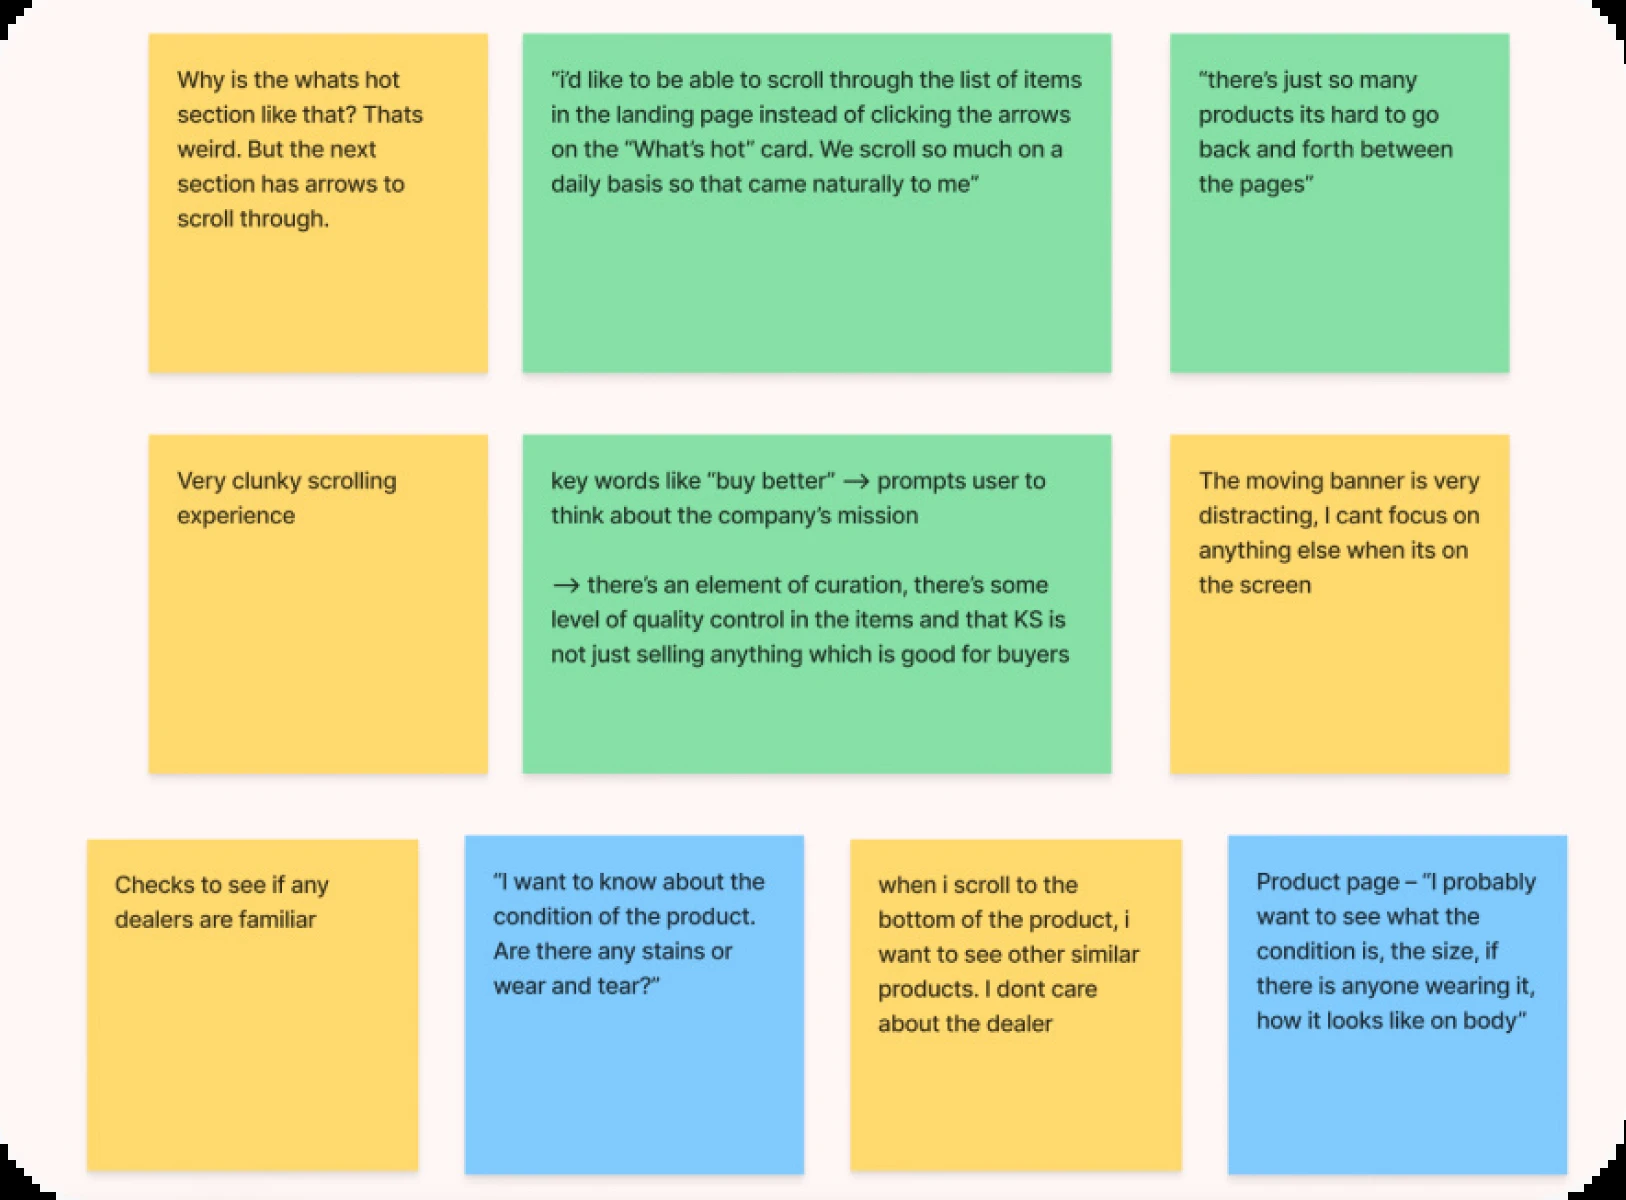 Why is the whats hot
section like that? Thats
weird. But the next
section has arrows to
scroll through.
“i’d like to be able to scroll through the list of items
in the landing page instead of clicking the arrows
on the “What’s hot” card. We scroll so much on a
daily basis so that came naturally to me”
“there’s just so many
products its hard to go
back and forth between
the pages”
Very clunky scrolling
experience
key words like “buy better” → prompts user to
think about the company’s mission
→ there’s an element of curation, there’s some
level of quality control in the items and that KS is
not just selling anything which is good for buyers
The moving banner is very
distracting, I cant focus on
anything else when its on
the screen
Checks to see if any
dealers are familiar
“I want to know about the
condition of the product.
Are there any stains or
wear and tear?”
when i scroll to the
bottom of the product, i
want to see other similar
products. I dont care
about the dealer
Product page – “I probably
want to see what the
condition is, the size, if
there is anyone wearing it,
how it looks like on body”